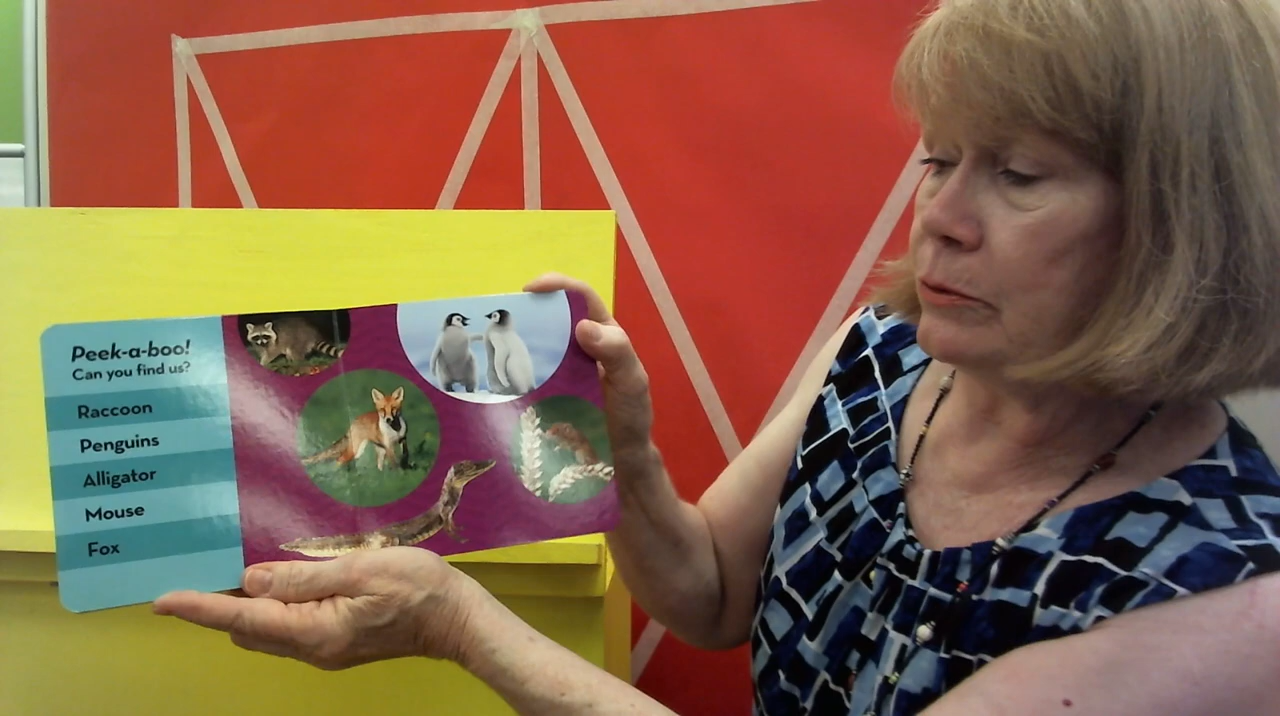 Peek-a-boo!
Can you find us?
Raccoon
Penguins
Alligator
Mouse
Fox